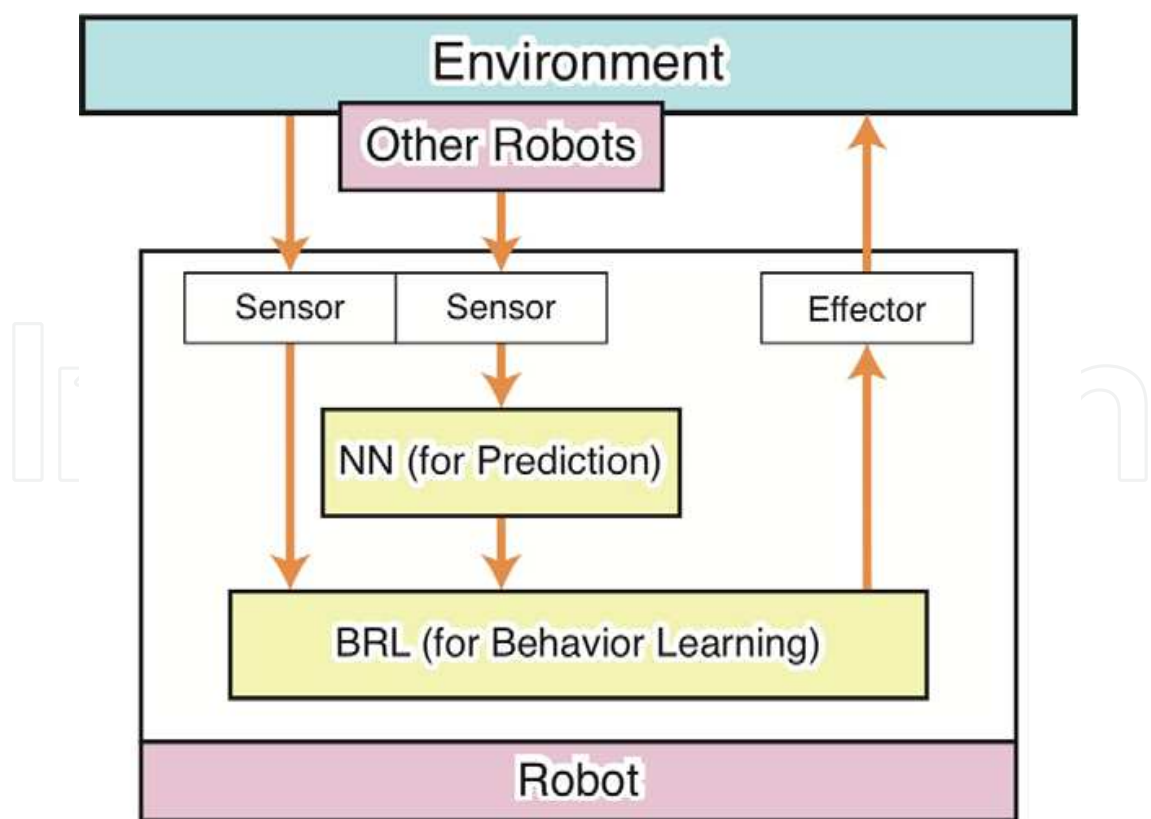 Environment
Other Robots
Sensor
Sensor
Effector
NN (for Prediction)
BRL (for Behavior Learning)
Robot